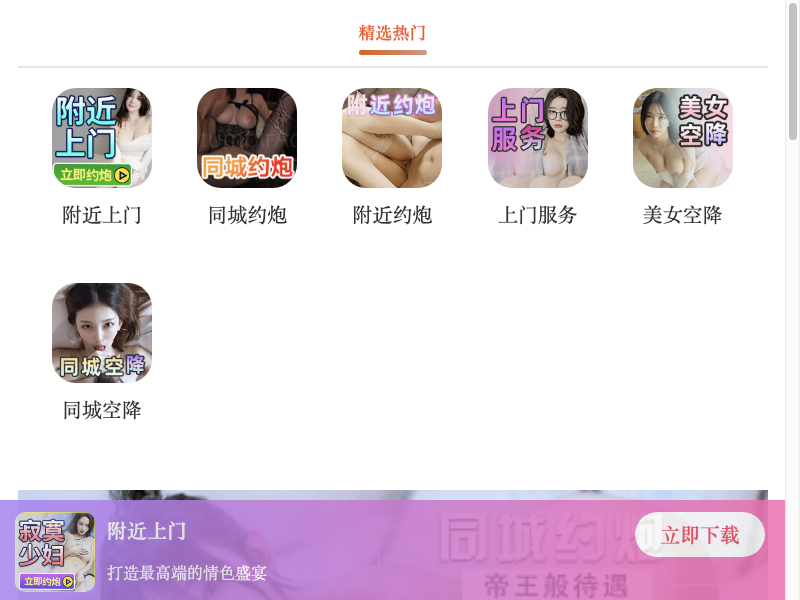 精选热门
附近
上门
立即约炮
同城约炮
附近约炮
上门
服务
美女
空降
附近上门
同城约炮
附近约炮
上门服务
美女空降
同城空降
同城空降
同城约炮
帝王般待遇
寂寞
少妇
立即约炮
附近上门
打造最高端的情色盛宴
立即下载